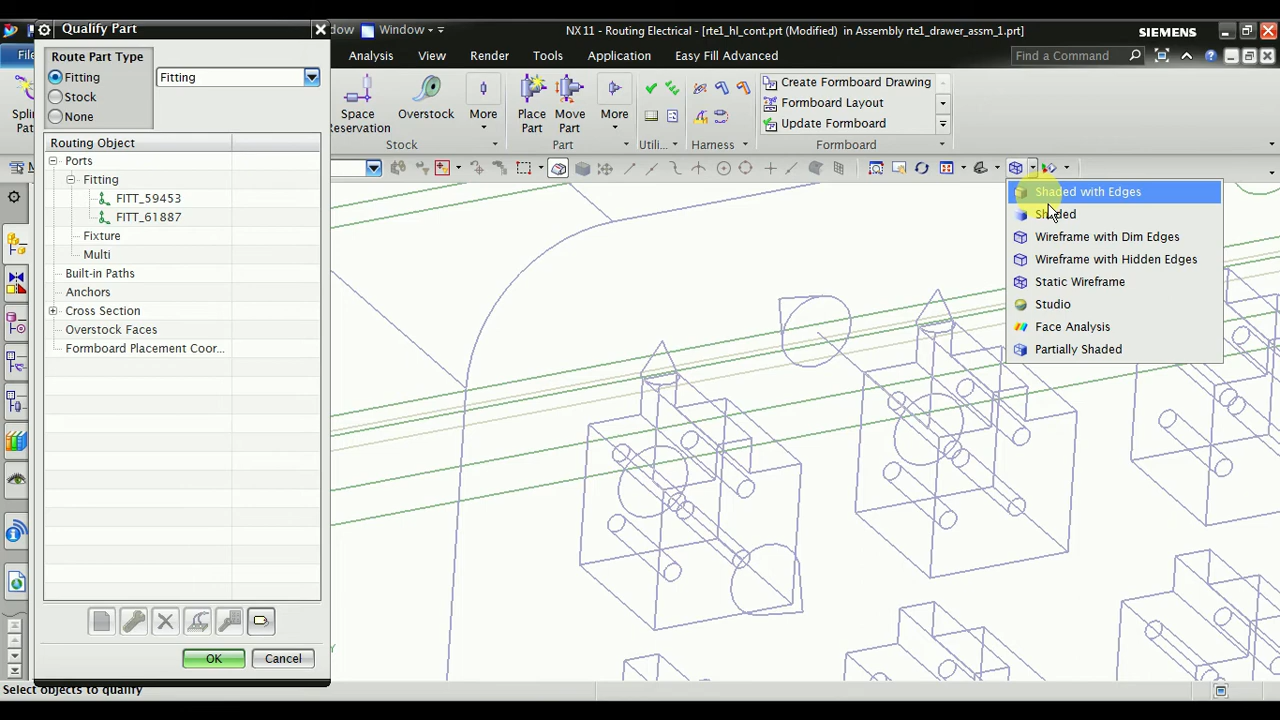 Qualify Part
Window
Window
NX 11 - Routing Electrical - [rte1_hl_cont.prt (Modified) in Assembly rte1_drawer_assm_1.prt]
SIEMENS
Analysis
View
Render
Tools
Application
Easy Fill Advanced
Find a Command
Route Part Type
Fitting
Fitting
Stock
None
Space
Reservation
Overstock
More
Place
Part
Move
Part
More
Create Formboard Drawing
Formboard Layout
Update Formboard
Stock
Part
Utili...
Harness
Formboard
Routing Object
Ports
Fitting
FITT_59453
FITT_61887
Fixture
Multi
Built-in Paths
Anchors
Cross Section
Overstock Faces
Formboard Placement Coor...
Shaded with Edges
Shaded
Wireframe with Dim Edges
Wireframe with Hidden Edges
Static Wireframe
Studio
Face Analysis
Partially Shaded
OK
Cancel
Select objects to qualify